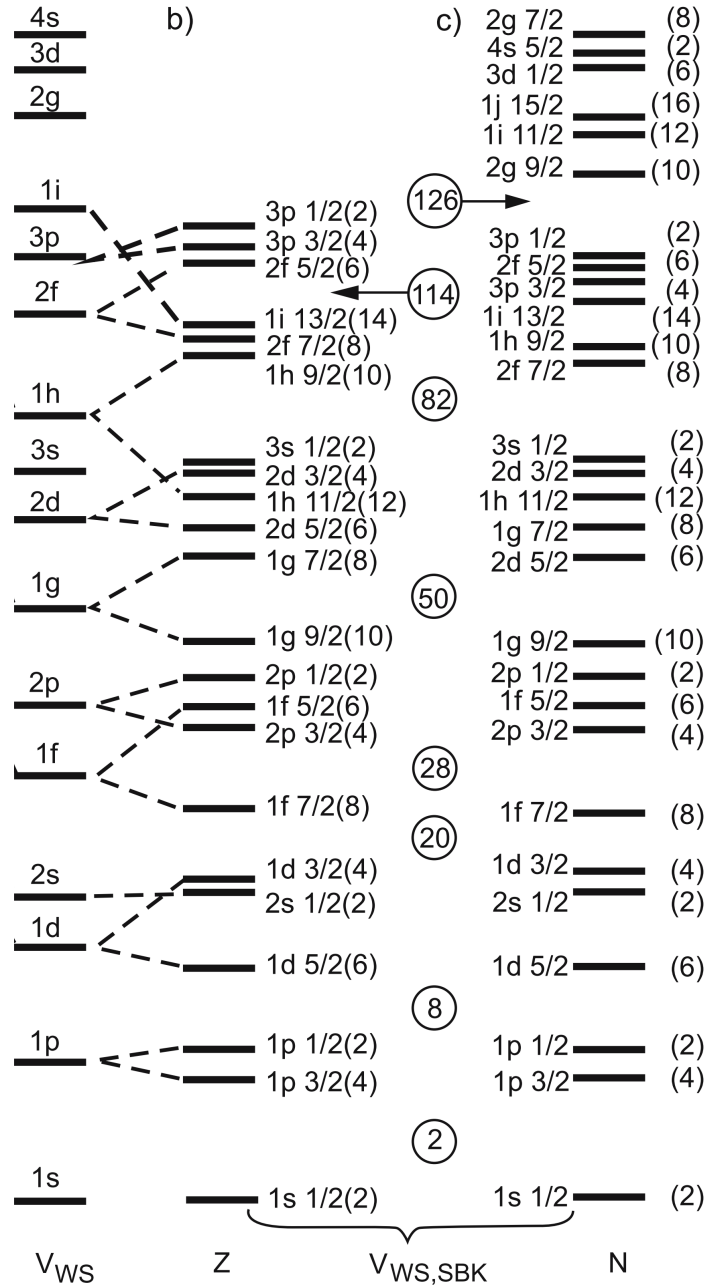 4s
3d
2g
1i
3p
2f
1h
3s
2d
1g
2p
1f
2s
1d
1p
1s
V_WS
b)
3p 1/2(2)
3p 3/2(4)
2f 5/2(6)
1i 13/2(14)
2f 7/2(8)
1h 9/2(10)
3s 1/2(2)
2d 3/2(4)
1h 11/2(12)
2d 5/2(6)
1g 7/2(8)
1g 9/2(10)
2p 1/2(2)
1f 5/2(6)
2p 3/2(4)
1f 7/2(8)
1d 3/2(4)
2s 1/2(2)
1d 5/2(6)
1p 1/2(2)
1p 3/2(4)
1s 1/2(2)
Z
126
114
82
50
28
20
8
2
V_WS,SBK
c)
2g 7/2 (8)
4s 5/2 (2)
3d 1/2 (6)
1j 15/2 (16)
1i 11/2 (12)
2g 9/2 (10)
3p 1/2 (2)
2f 5/2 (6)
3p 3/2 (4)
1i 13/2 (14)
1h 9/2 (10)
2f 7/2 (8)
3s 1/2 (2)
2d 3/2 (4)
1h 11/2 (12)
1g 7/2 (8)
2d 5/2 (6)
1g 9/2 (10)
2p 1/2 (2)
1f 5/2 (6)
2p 3/2 (4)
1f 7/2 (8)
1d 3/2 (4)
2s 1/2 (2)
1d 5/2 (6)
1p 1/2 (2)
1p 3/2 (4)
1s 1/2 (2)
N